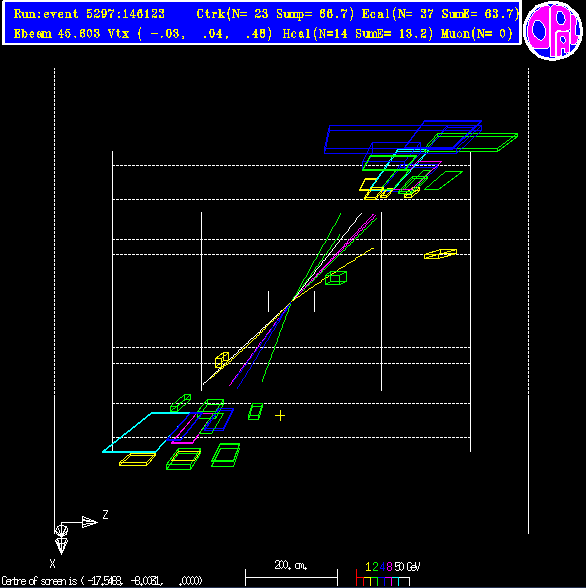 Run:event 5297:146123 Ctrk(N= 23 Sump= 66.7) Ecal(N= 37 SumE= 63.7)
Ebeam 45.603 Vtx ( -.03, .04, .48) Hcal(N=14 SumE= 13.2) Muon(N= 0)
OPAL
Z
X
200. cm.
1 2 4 8 50 GeV
Centre of screen is ( -17.5468, -8.0081, .0000)